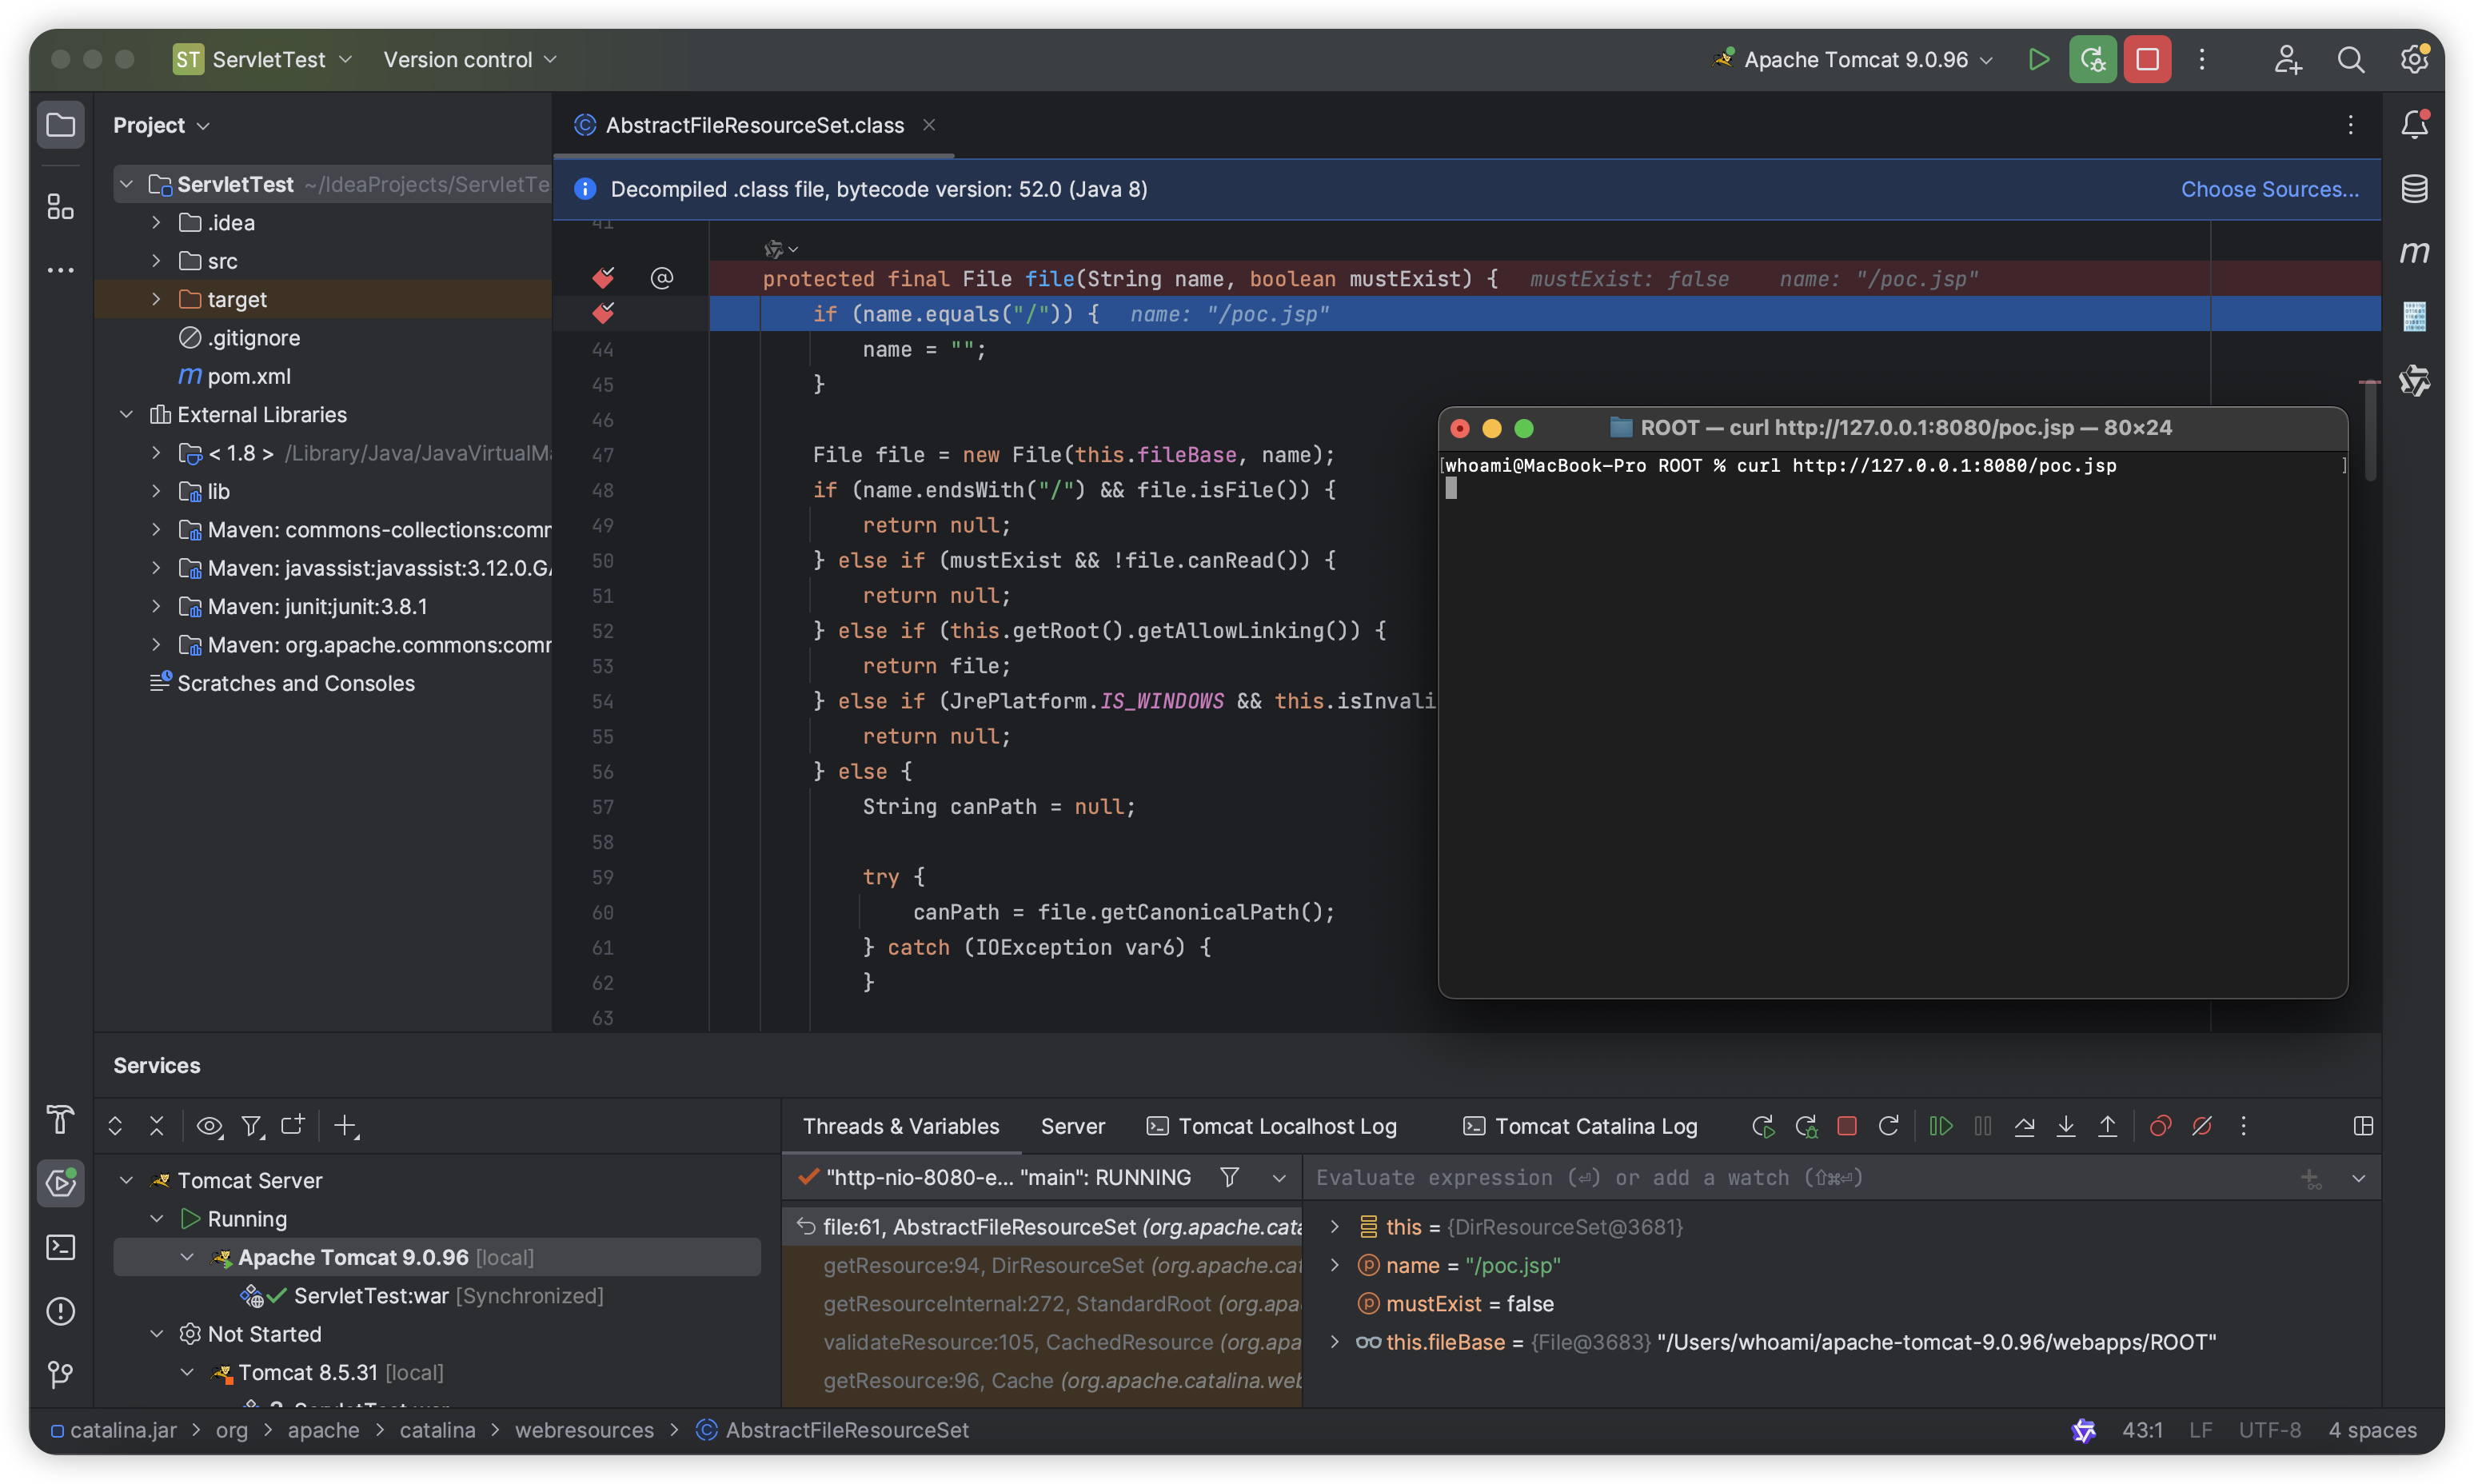 ST ServletTest Version control Apache Tomcat 9.0.96
Project
AbstractFileResourceSet.class
ServletTest ~/IdeaProjects/ServletTe
.idea
src
target
.gitignore
m pom.xml
External Libraries
< 1.8 > /Library/Java/JavaVirtualMa
lib
Maven: commons-collections:comm
Maven: javassist:javassist:3.12.0.GA
Maven: junit:junit:3.8.1
Maven: org.apache.commons:comm
Scratches and Consoles
Decompiled .class file, bytecode version: 52.0 (Java 8) Choose Sources...
41
@ protected final File file(String name, boolean mustExist) { mustExist: false name: "/poc.jsp"
if (name.equals("/")) { name: "/poc.jsp"
44 name = "";
45 }
46
47 File file = new File(this.fileBase, name);
48 if (name.endsWith("/") && file.isFile()) {
49 return null;
50 } else if (mustExist && !file.canRead()) {
51 return null;
52 } else if (this.getRoot().getAllowLinking()) {
53 return file;
54 } else if (JrePlatform.IS_WINDOWS && this.isInvali
55 return null;
56 } else {
57 String canPath = null;
58
59 try {
60 canPath = file.getCanonicalPath();
61 } catch (IOException var6) {
62 }
63
ROOT — curl http://127.0.0.1:8080/poc.jsp — 80×24
[whoami@MacBook-Pro ROOT % curl http://127.0.0.1:8080/poc.jsp ]
m
Services
Threads & Variables Server Tomcat Localhost Log Tomcat Catalina Log
Tomcat Server
Running
Apache Tomcat 9.0.96 [local]
ServletTest:war [Synchronized]
Not Started
Tomcat 8.5.31 [local]
"http-nio-8080-e... "main": RUNNING
file:61, AbstractFileResourceSet (org.apache.cata
getResource:94, DirResourceSet (org.apache.cat
getResourceInternal:272, StandardRoot (org.apa
validateResource:105, CachedResource (org.apa
getResource:96, Cache (org.apache.catalina.web
Evaluate expression (⏎) or add a watch (⇧⌘⏎)
this = {DirResourceSet@3681}
name = "/poc.jsp"
mustExist = false
this.fileBase = {File@3683} "/Users/whoami/apache-tomcat-9.0.96/webapps/ROOT"
catalina.jar > org > apache > catalina > webresources > AbstractFileResourceSet 43:1 LF UTF-8 4 spaces